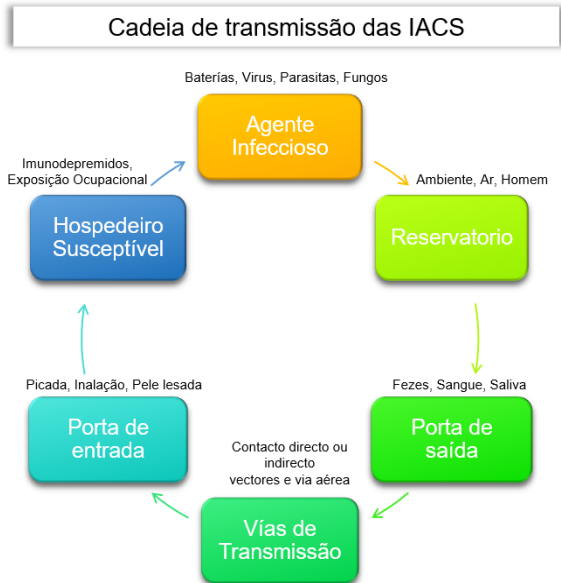 Cadeia de transmissão das IACS
Baterías, Virus, Parasitas, Fungos
Agente
Infeccioso
Ambiente, Ar, Homem
Reservatorio
Fezes, Sangue, Saliva
Porta de
saída
Contacto directo ou
indirecto
vectores e via aérea
Vías de
Transmissão
Picada, Inalação, Pele lesada
Porta de
entrada
Imunodepremidos,
Exposição Ocupacional
Hospedeiro
Susceptível